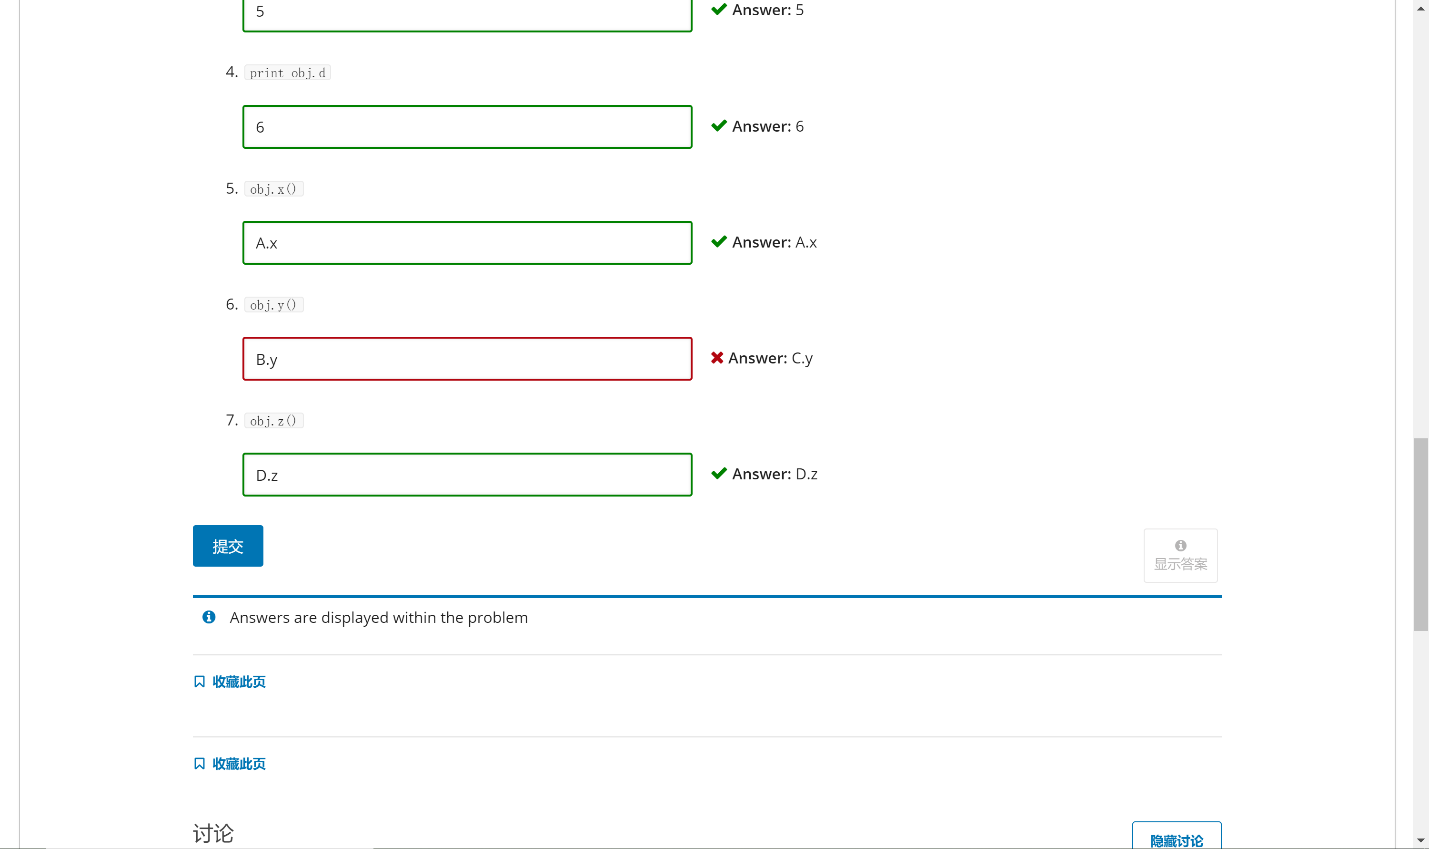 5
Answer: 5
4. print obj.d
6
Answer: 6
5. obj.x()
A.x
Answer: A.x
6. obj.y()
B.y
Answer: C.y
7. obj.z()
D.z
Answer: D.z
提交
显示答案
Answers are displayed within the problem
收藏此页
收藏此页
讨论
隐藏讨论